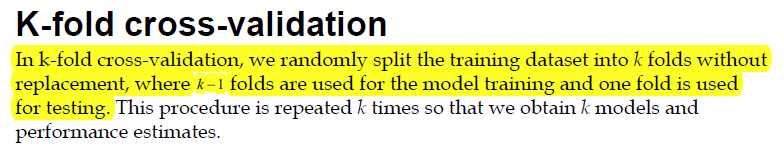 K-fold cross-validation
In k-fold cross-validation, we randomly split the training dataset into k folds without
replacement, where k−1 folds are used for the model training and one fold is used
for testing. This procedure is repeated k times so that we obtain k models and
performance estimates.